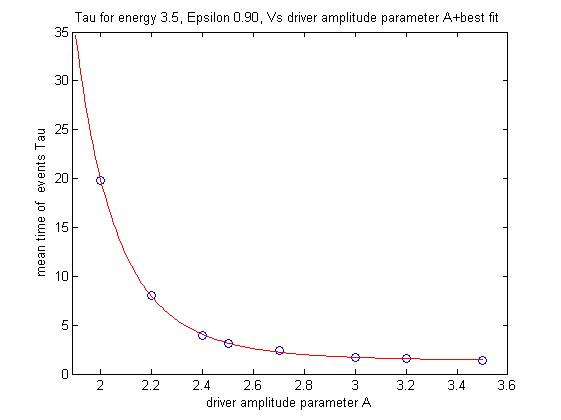 Tau for energy 3.5, Epsilon 0.90, Vs driver amplitude parameter A+best fit
35
30
25
20
15
10
5
0
mean time of events Tau
2 2.2 2.4 2.6 2.8 3 3.2 3.4 3.6
driver amplitude parameter A